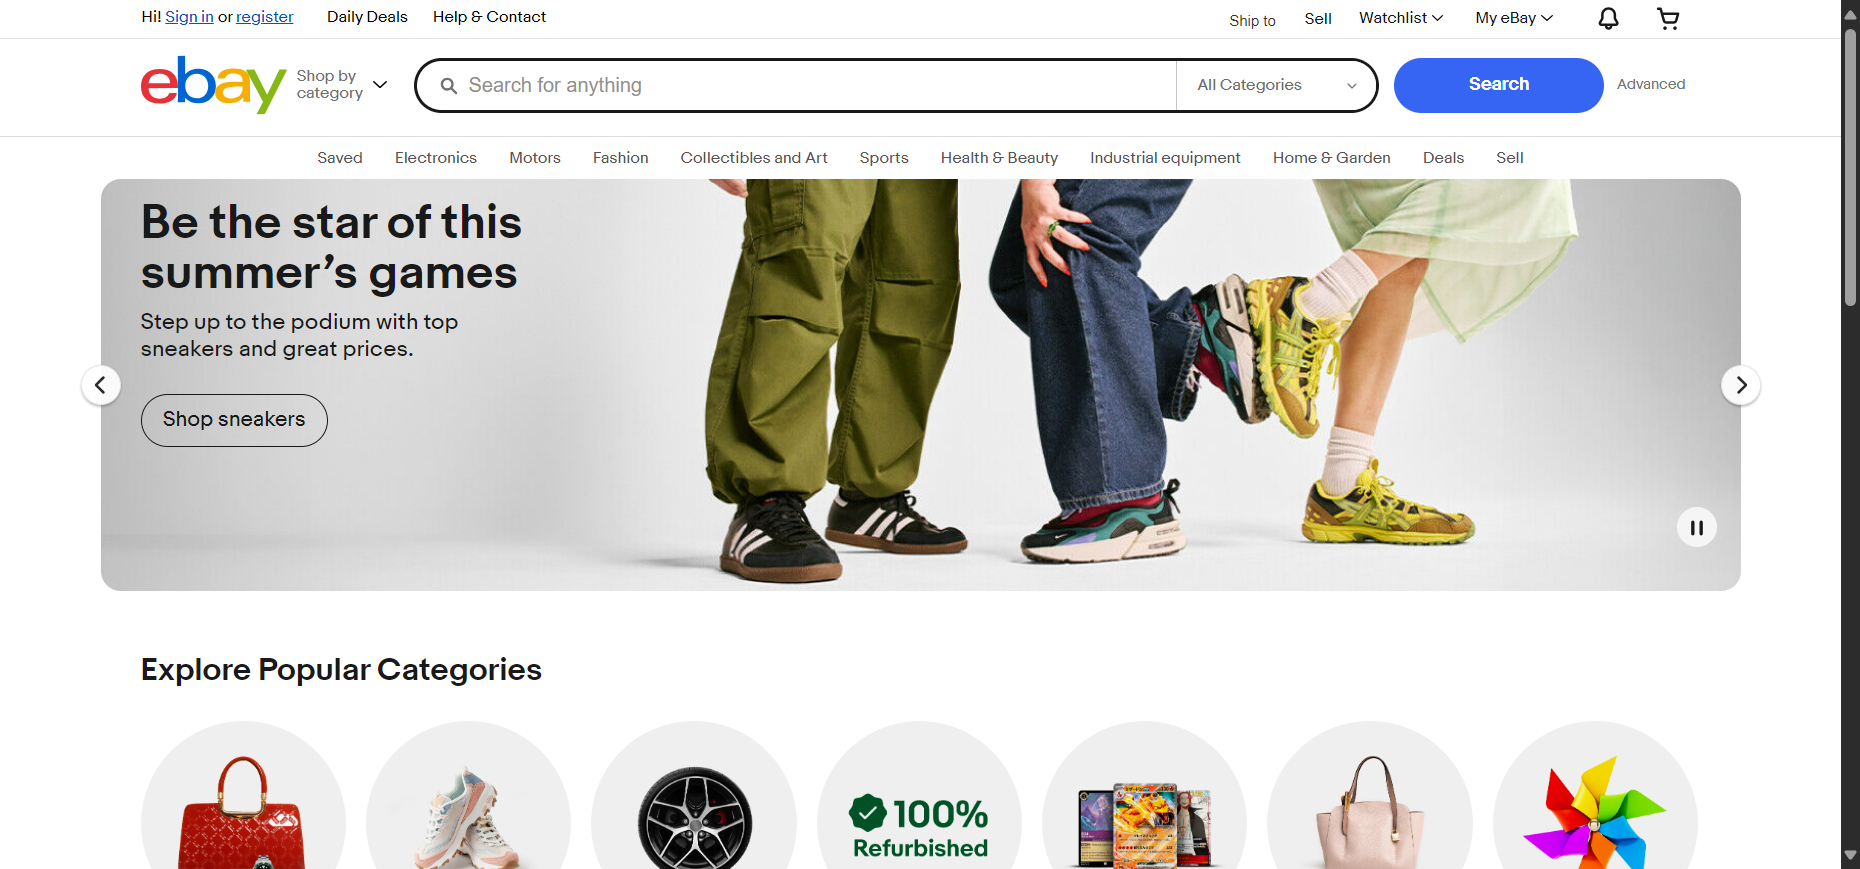 Hi! Sign in or register
Daily Deals
Help & Contact
Ship to
Sell
Watchlist
My eBay
ebay
Shop by
category
Search for anything
All Categories
Search
Advanced
Saved
Electronics
Motors
Fashion
Collectibles and Art
Sports
Health & Beauty
Industrial equipment
Home & Garden
Deals
Sell
Be the star of this
summer’s games
Step up to the podium with top
sneakers and great prices.
Shop sneakers
Explore Popular Categories
100%
Refurbished